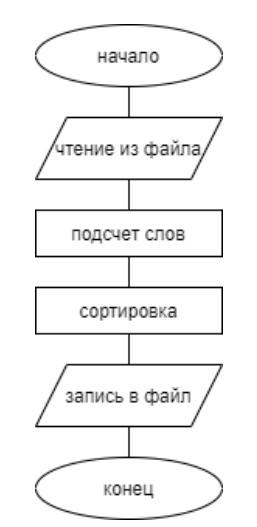 начало
чтение из файла
подсчет слов
сортировка
запись в файл
конец